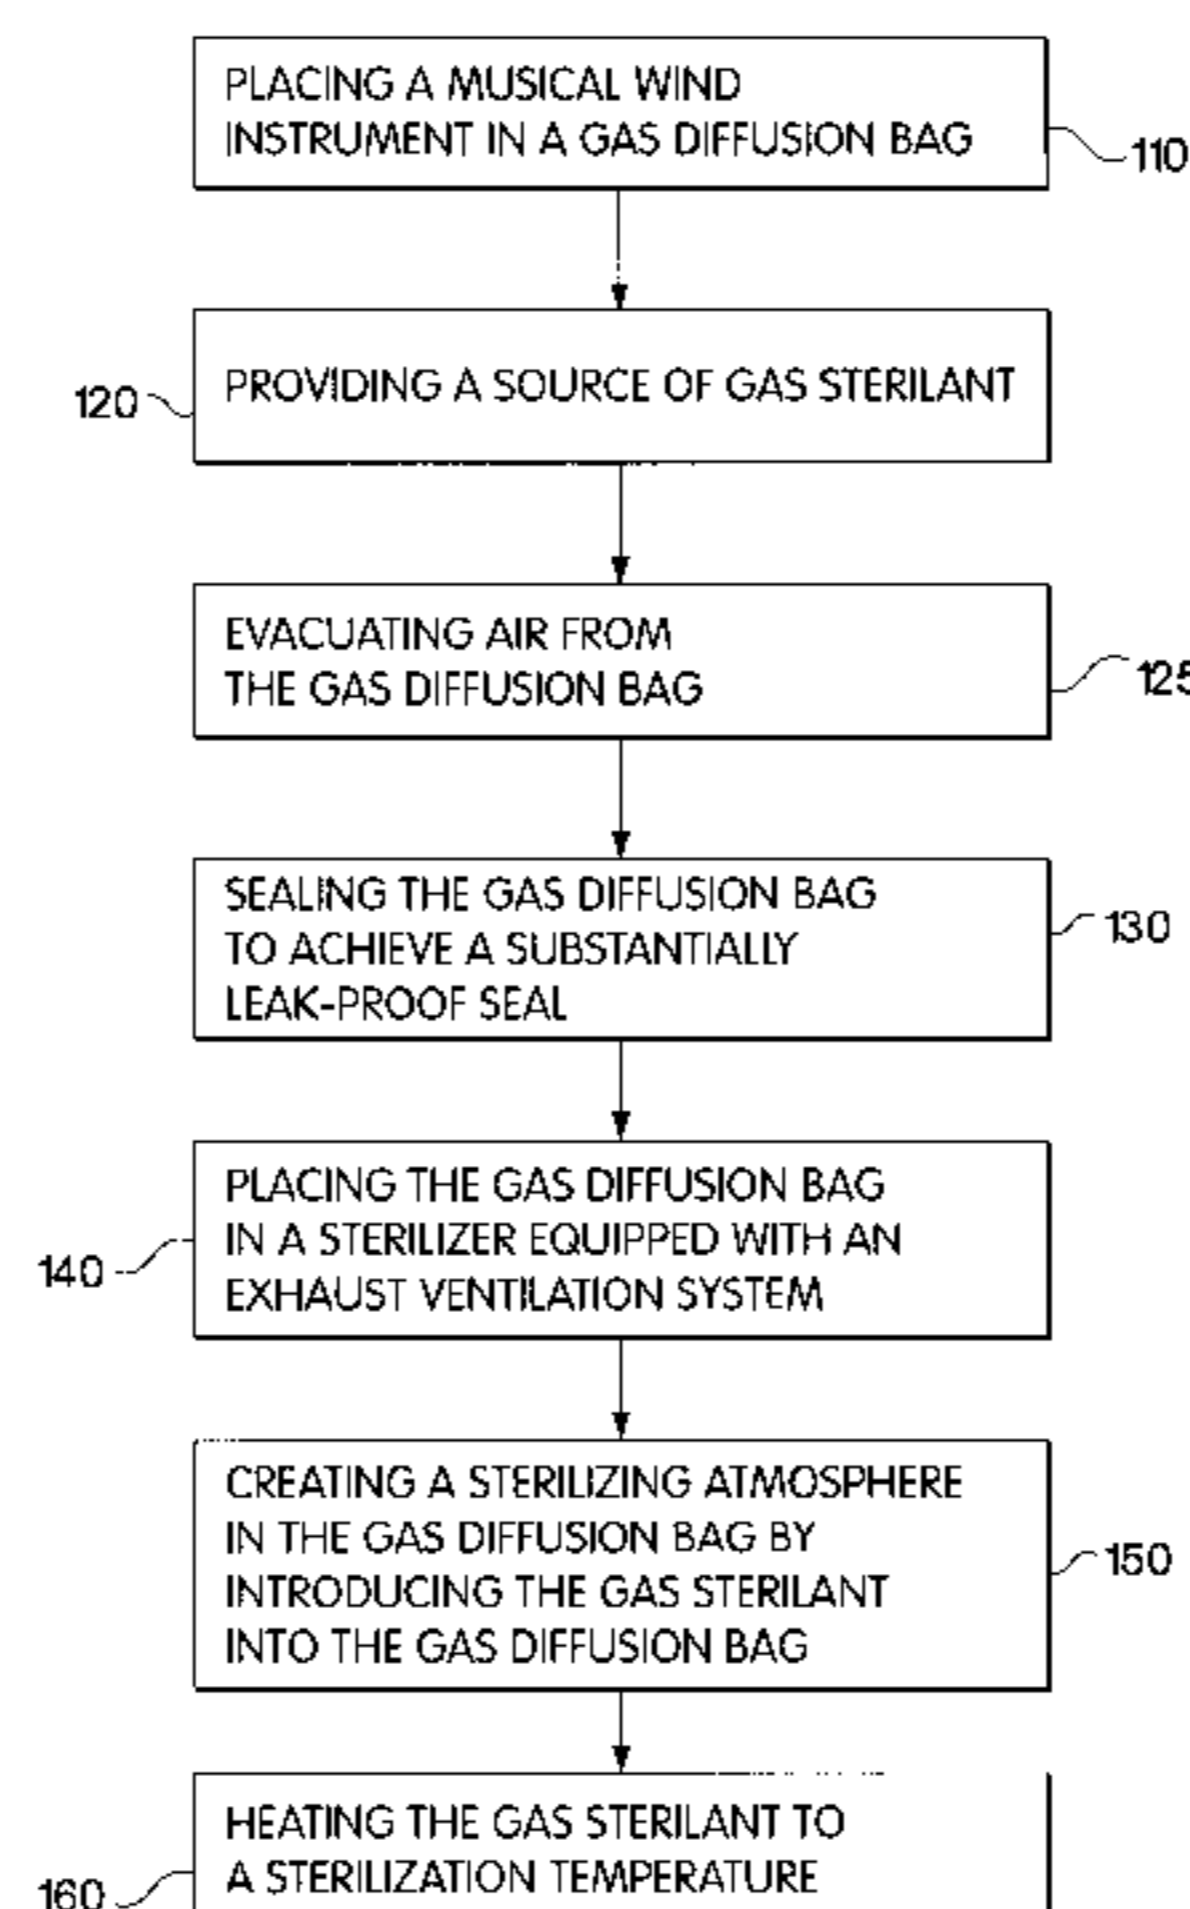 PLACING A MUSICAL WIND
INSTRUMENT IN A GAS DIFFUSION BAG
110
PROVIDING A SOURCE OF GAS STERILANT
120
EVACUATING AIR FROM
THE GAS DIFFUSION BAG
125
SEALING THE GAS DIFFUSION BAG
TO ACHIEVE A SUBSTANTIALLY
LEAK-PROOF SEAL
130
PLACING THE GAS DIFFUSION BAG
IN A STERILIZER EQUIPPED WITH AN
EXHAUST VENTILATION SYSTEM
140
CREATING A STERILIZING ATMOSPHERE
IN THE GAS DIFFUSION BAG BY
INTRODUCING THE GAS STERILANT
INTO THE GAS DIFFUSION BAG
150
HEATING THE GAS STERILANT TO
A STERILIZATION TEMPERATURE
160